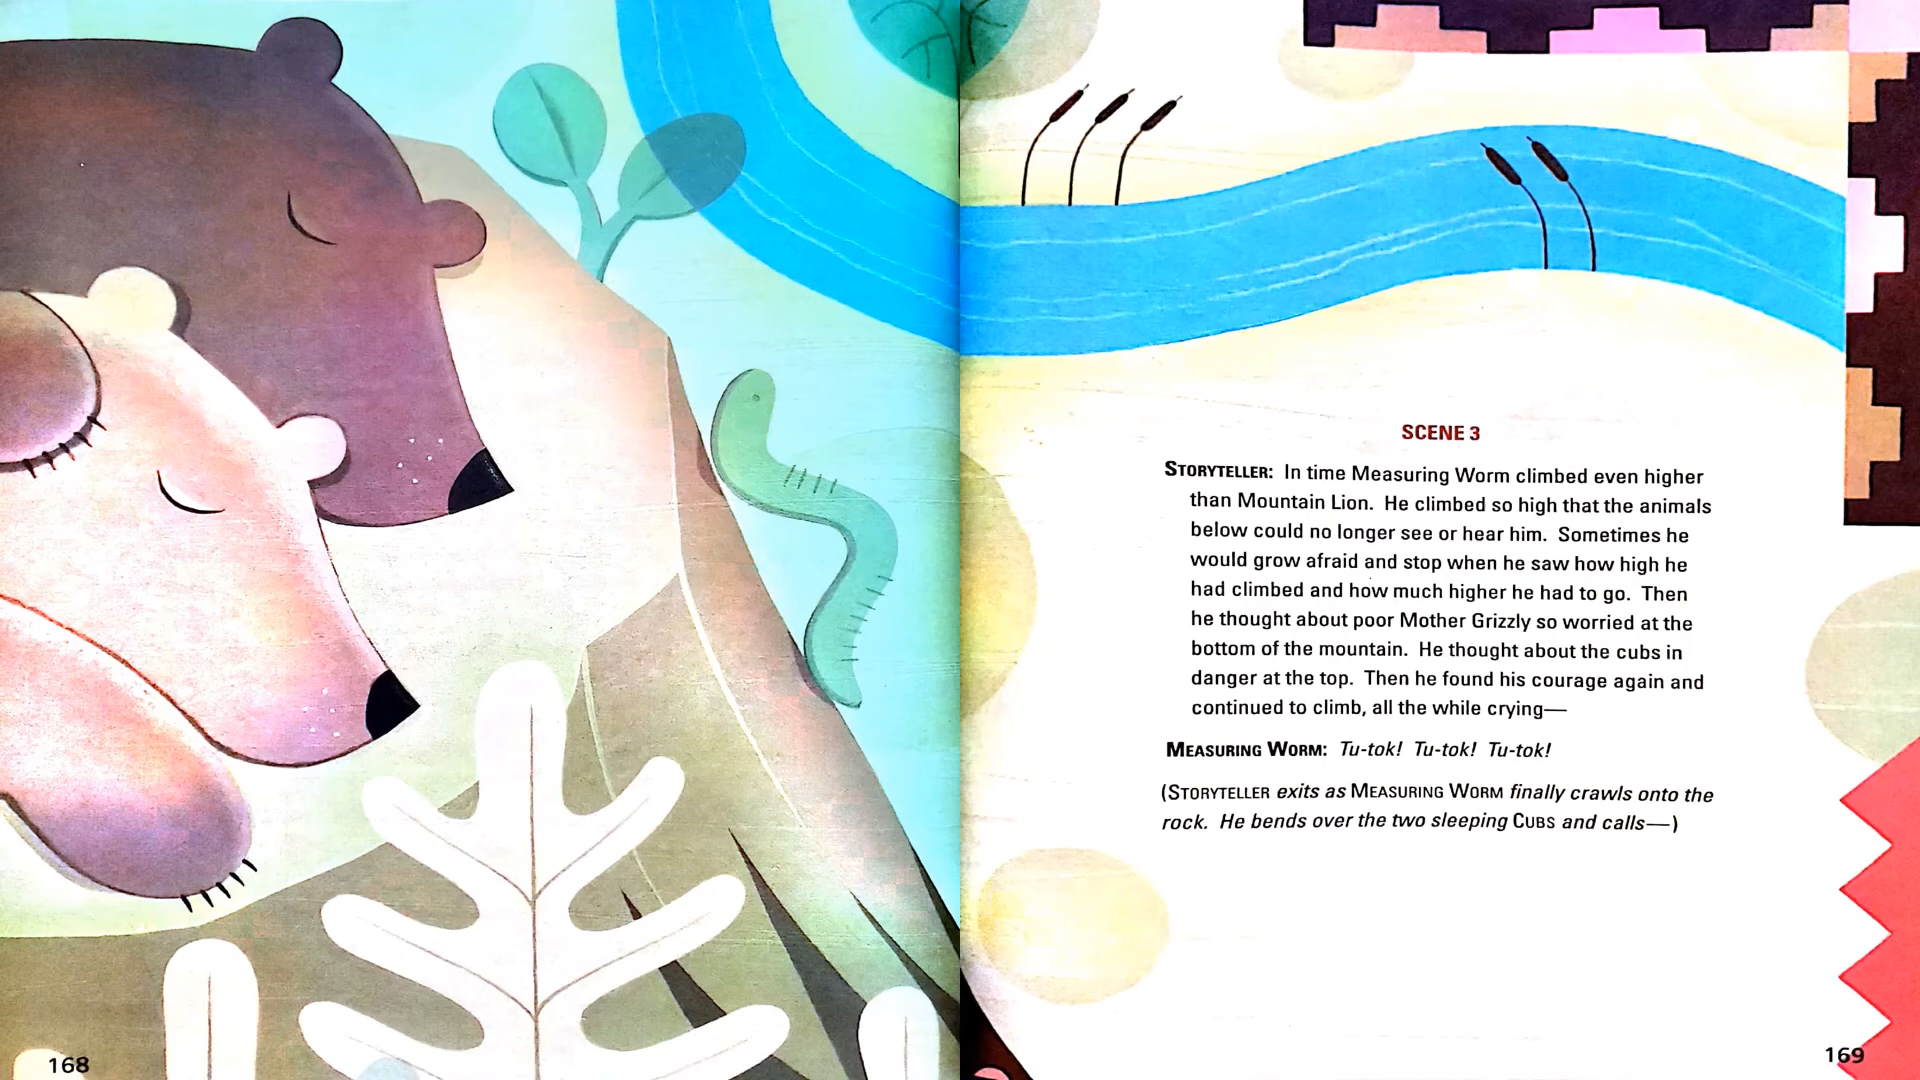 SCENE 3
STORYTELLER: In time Measuring Worm climbed even higher
than Mountain Lion. He climbed so high that the animals
below could no longer see or hear him. Sometimes he
would grow afraid and stop when he saw how high he
had climbed and how much higher he had to go. Then
he thought about poor Mother Grizzly so worried at the
bottom of the mountain. He thought about the cubs in
danger at the top. Then he found his courage again and
continued to climb, all the while crying—
MEASURING WORM: Tu-tok! Tu-tok! Tu-tok!
(STORYTELLER exits as MEASURING WORM finally crawls onto the
rock. He bends over the two sleeping CUBS and calls—)
168
169